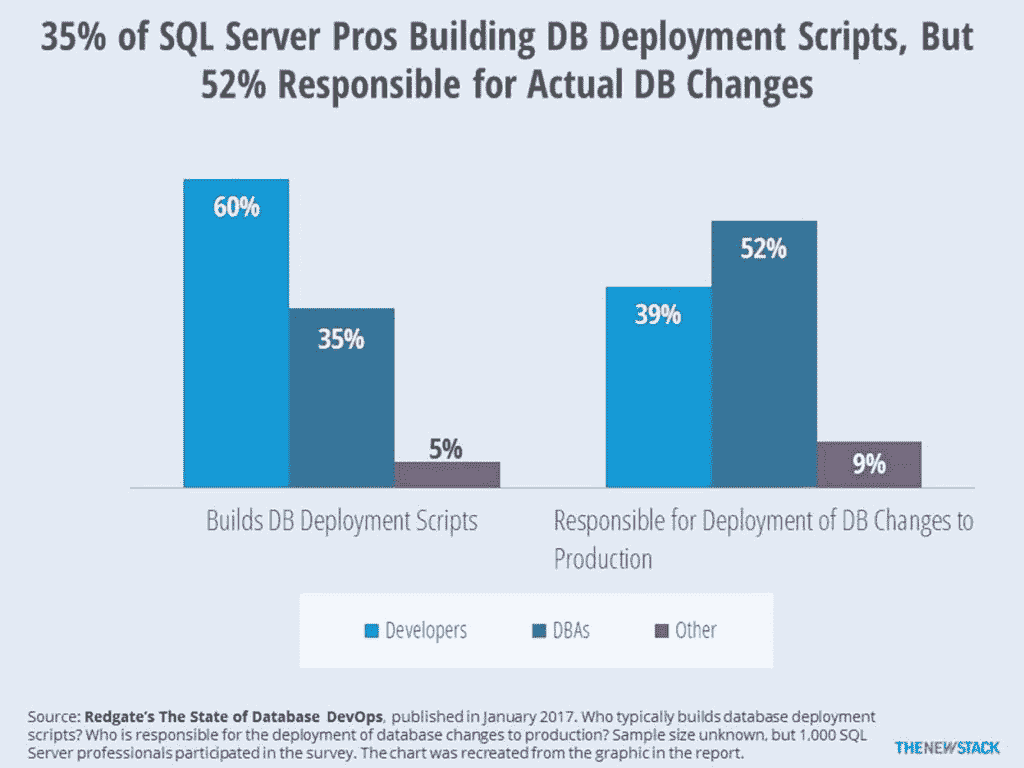 35% of SQL Server Pros Building DB Deployment Scripts, But
52% Responsible for Actual DB Changes
60%
35%
5%
39%
52%
9%
Builds DB Deployment Scripts
Responsible for Deployment of DB Changes to
Production
Developers
DBAs
Other
Source: Redgate's The State of Database DevOps, published in January 2017. Who typically builds database deployment
scripts? Who is responsible for the deployment of database changes to production? Sample size unknown, but 1,000 SQL
Server professionals participated in the survey. The chart was recreated from the graphic in the report.
THENEWSTACK